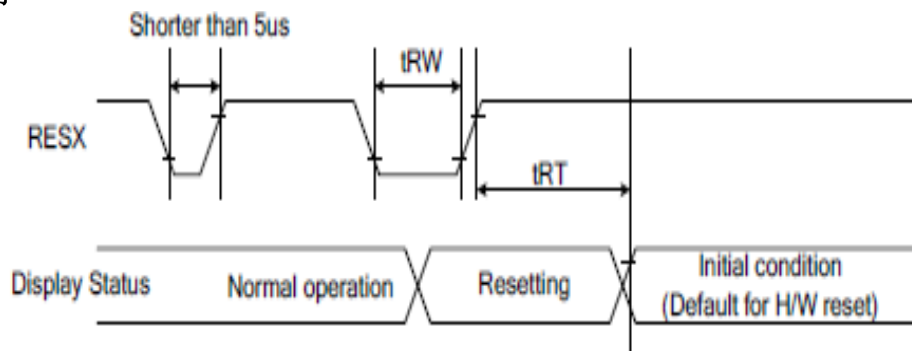 Shorter than 5us
tRW
RESX
tRT
Display Status
Normal operation
Resetting
Initial condition
(Default for H/W reset)